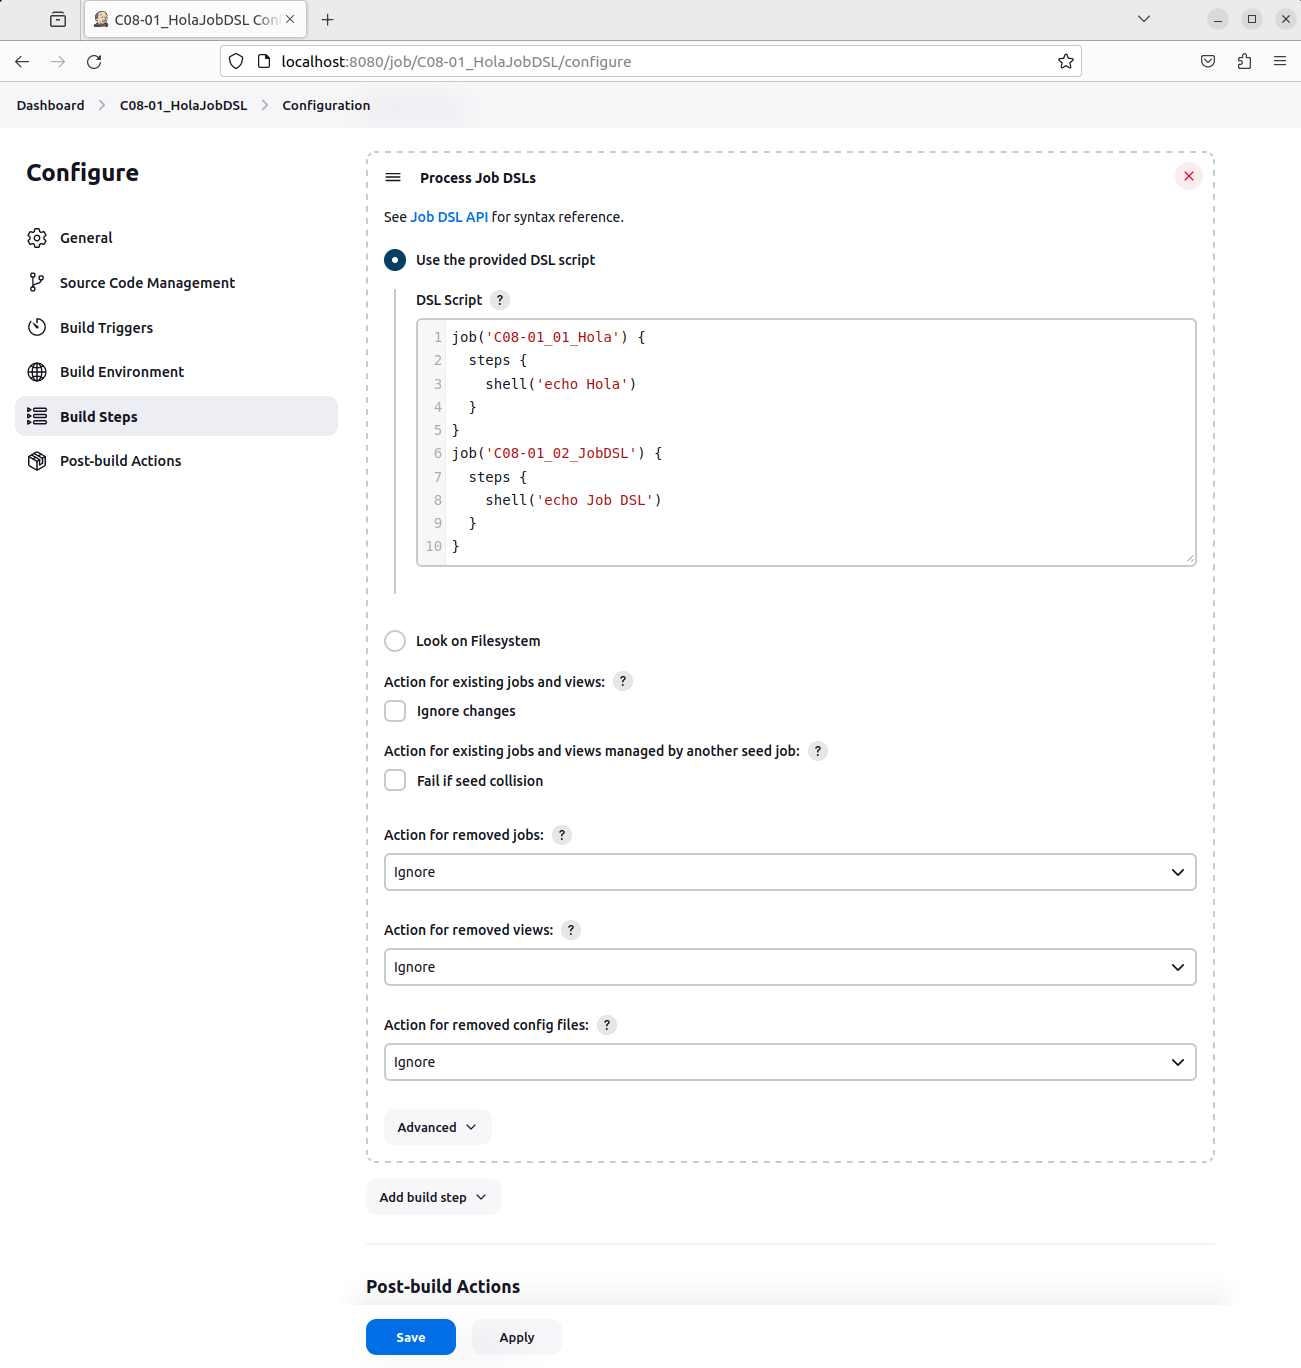 C08-01_HolaJobDSL Con
localhost:8080/job/C08-01_HolaJobDSL/configure
Dashboard
C08-01_HolaJobDSL
Configuration
Configure
General
Source Code Management
Build Triggers
Build Environment
Build Steps
Post-build Actions
Process Job DSLs
See Job DSL API for syntax reference.
Use the provided DSL script
DSL Script ?
1 job('C08-01_01_Hola') {
2   steps {
3     shell('echo Hola')
4   }
5 }
6 job('C08-01_02_JobDSL') {
7   steps {
8     shell('echo Job DSL')
9   }
10 }
Look on Filesystem
Action for existing jobs and views: ?
Ignore changes
Action for existing jobs and views managed by another seed job: ?
Fail if seed collision
Action for removed jobs: ?
Ignore
Action for removed views: ?
Ignore
Action for removed config files: ?
Ignore
Advanced
Add build step
Post-build Actions
Save
Apply